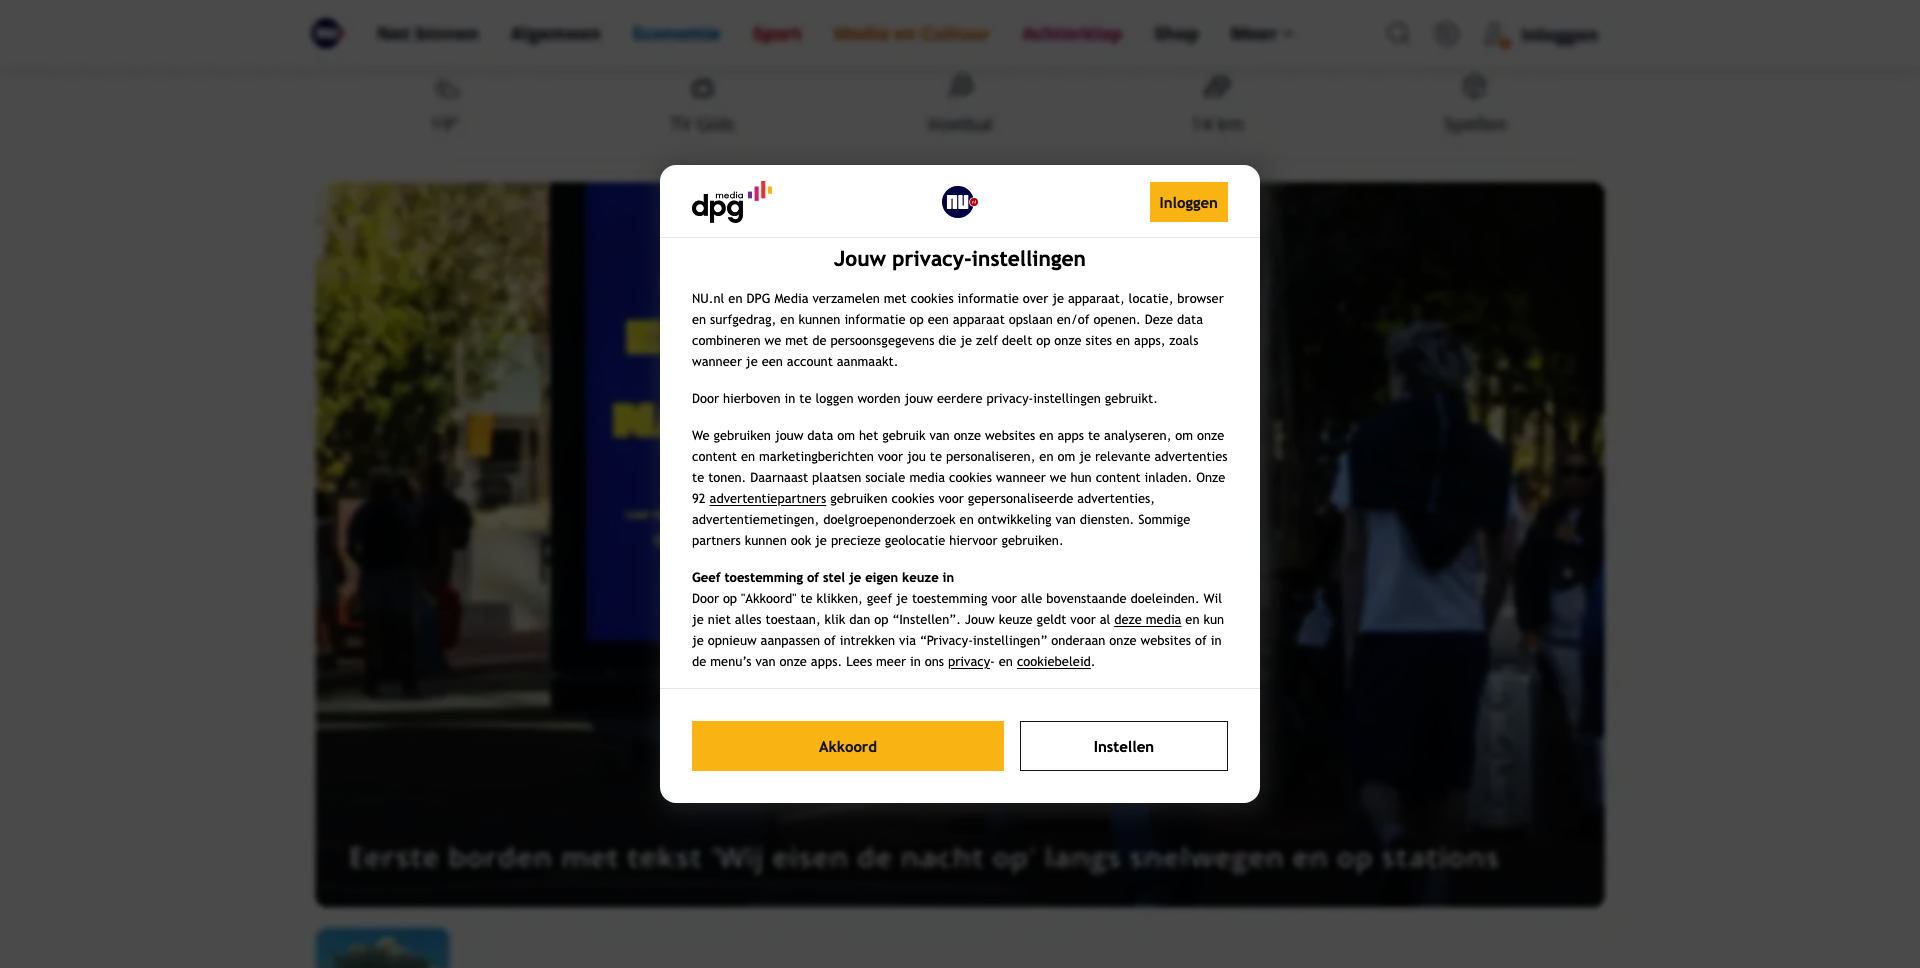 Net binnen Algemeen Economie Sport Media en Cultuur Achterklap Shop Meer Inloggen
19° TV Gids Voetbal 14 km Spellen
media
dpg
nu
Inloggen
Jouw privacy-instellingen
NU.nl en DPG Media verzamelen met cookies informatie over je apparaat, locatie, browser
en surfgedrag, en kunnen informatie op een apparaat opslaan en/of openen. Deze data
combineren we met de persoonsgegevens die je zelf deelt op onze sites en apps, zoals
wanneer je een account aanmaakt.
Door hierboven in te loggen worden jouw eerdere privacy-instellingen gebruikt.
We gebruiken jouw data om het gebruik van onze websites en apps te analyseren, om onze
content en marketingberichten voor jou te personaliseren, en om je relevante advertenties
te tonen. Daarnaast plaatsen sociale media cookies wanneer we hun content inladen. Onze
92 advertentiepartners gebruiken cookies voor gepersonaliseerde advertenties,
advertentiemetingen, doelgroepenonderzoek en ontwikkeling van diensten. Sommige
partners kunnen ook je precieze geolocatie hiervoor gebruiken.
Geef toestemming of stel je eigen keuze in
Door op "Akkoord" te klikken, geef je toestemming voor alle bovenstaande doeleinden. Wil
je niet alles toestaan, klik dan op “Instellen”. Jouw keuze geldt voor al deze media en kun
je opnieuw aanpassen of intrekken via “Privacy-instellingen” onderaan onze websites of in
de menu’s van onze apps. Lees meer in ons privacy- en cookiebeleid.
Akkoord
Instellen
Eerste borden met tekst 'Wij eisen de nacht op' langs snelwegen en op stations